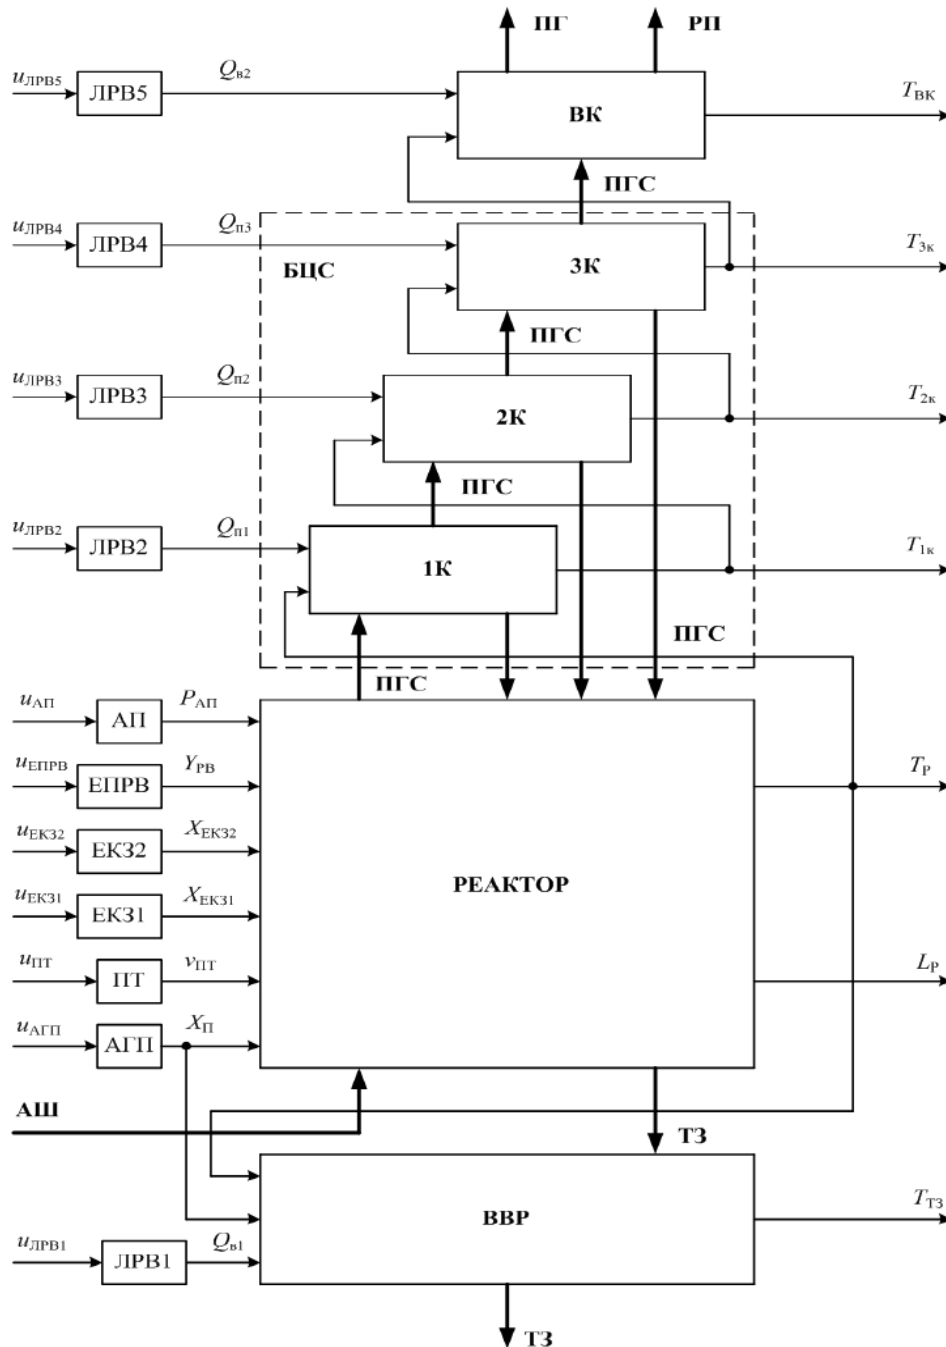 ПГ РП
u_ЛРВ5 ЛРВ5 Q_в2 ВК T_ВК
ПГС
u_ЛРВ4 ЛРВ4 Q_п3 3К T_3к
БЦС
ПГС
u_ЛРВ3 ЛРВ3 Q_п2 2К T_2к
ПГС
u_ЛРВ2 ЛРВ2 Q_п1 1К T_1к
ПГС
ПГС
u_АП АП P_АП
u_ЕПРВ ЕПРВ Y_РВ T_Р
u_ЕКЗ2 ЕКЗ2 X_ЕКЗ2
РЕАКТОР
u_ЕКЗ1 ЕКЗ1 X_ЕКЗ1
u_ПТ ПТ v_ПТ L_Р
u_АГП АГП X_П
АШ
ТЗ
ВВР T_ТЗ
u_ЛРВ1 ЛРВ1 Q_в1
ТЗ